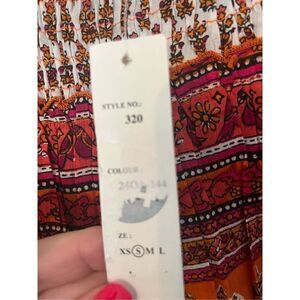 STYLE NO.:
320
COLOUR :
ZE :
XS S M L